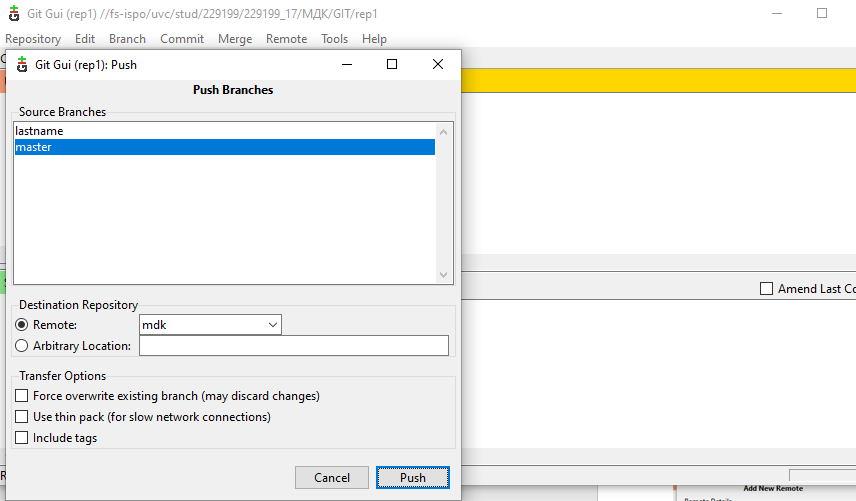 Git Gui (rep1) //fs-ispo/uvc/stud/229199/229199_17/МДК/GIT/rep1
Repository Edit Branch Commit Merge Remote Tools Help
Git Gui (rep1): Push
Push Branches
Source Branches
lastname
master
Destination Repository
Remote: mdk
Arbitrary Location:
Amend Last Co
Transfer Options
Force overwrite existing branch (may discard changes)
Use thin pack (for slow network connections)
Include tags
Cancel Push
Add New Remote
Remote Details